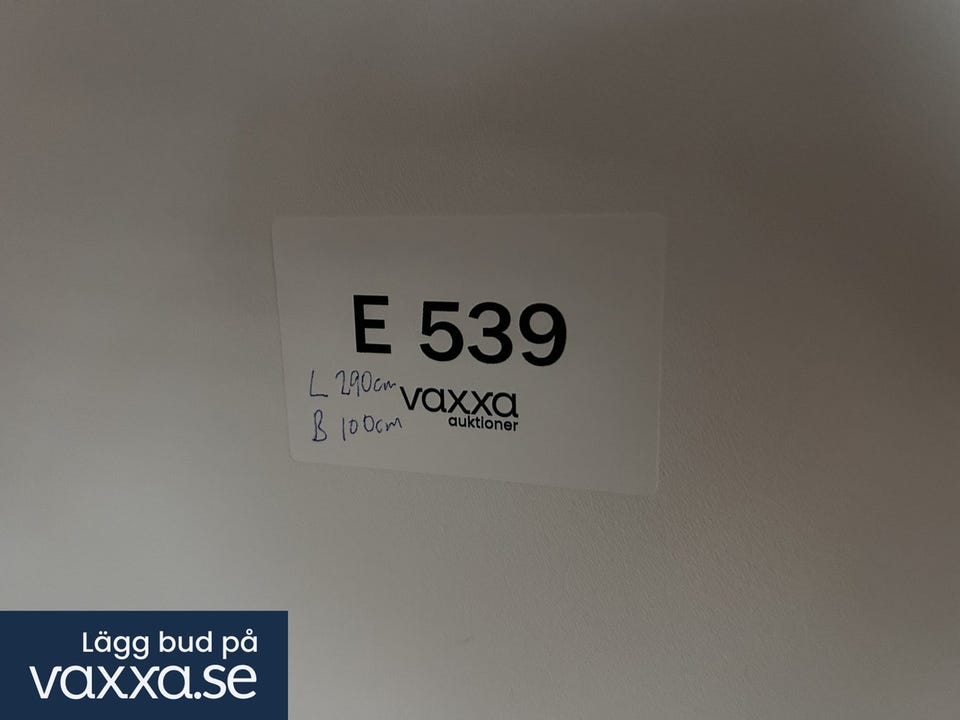 E 539
L 290cm
vaxxa
B 100cm
auktioner
Lägg bud på
vaxxa.se